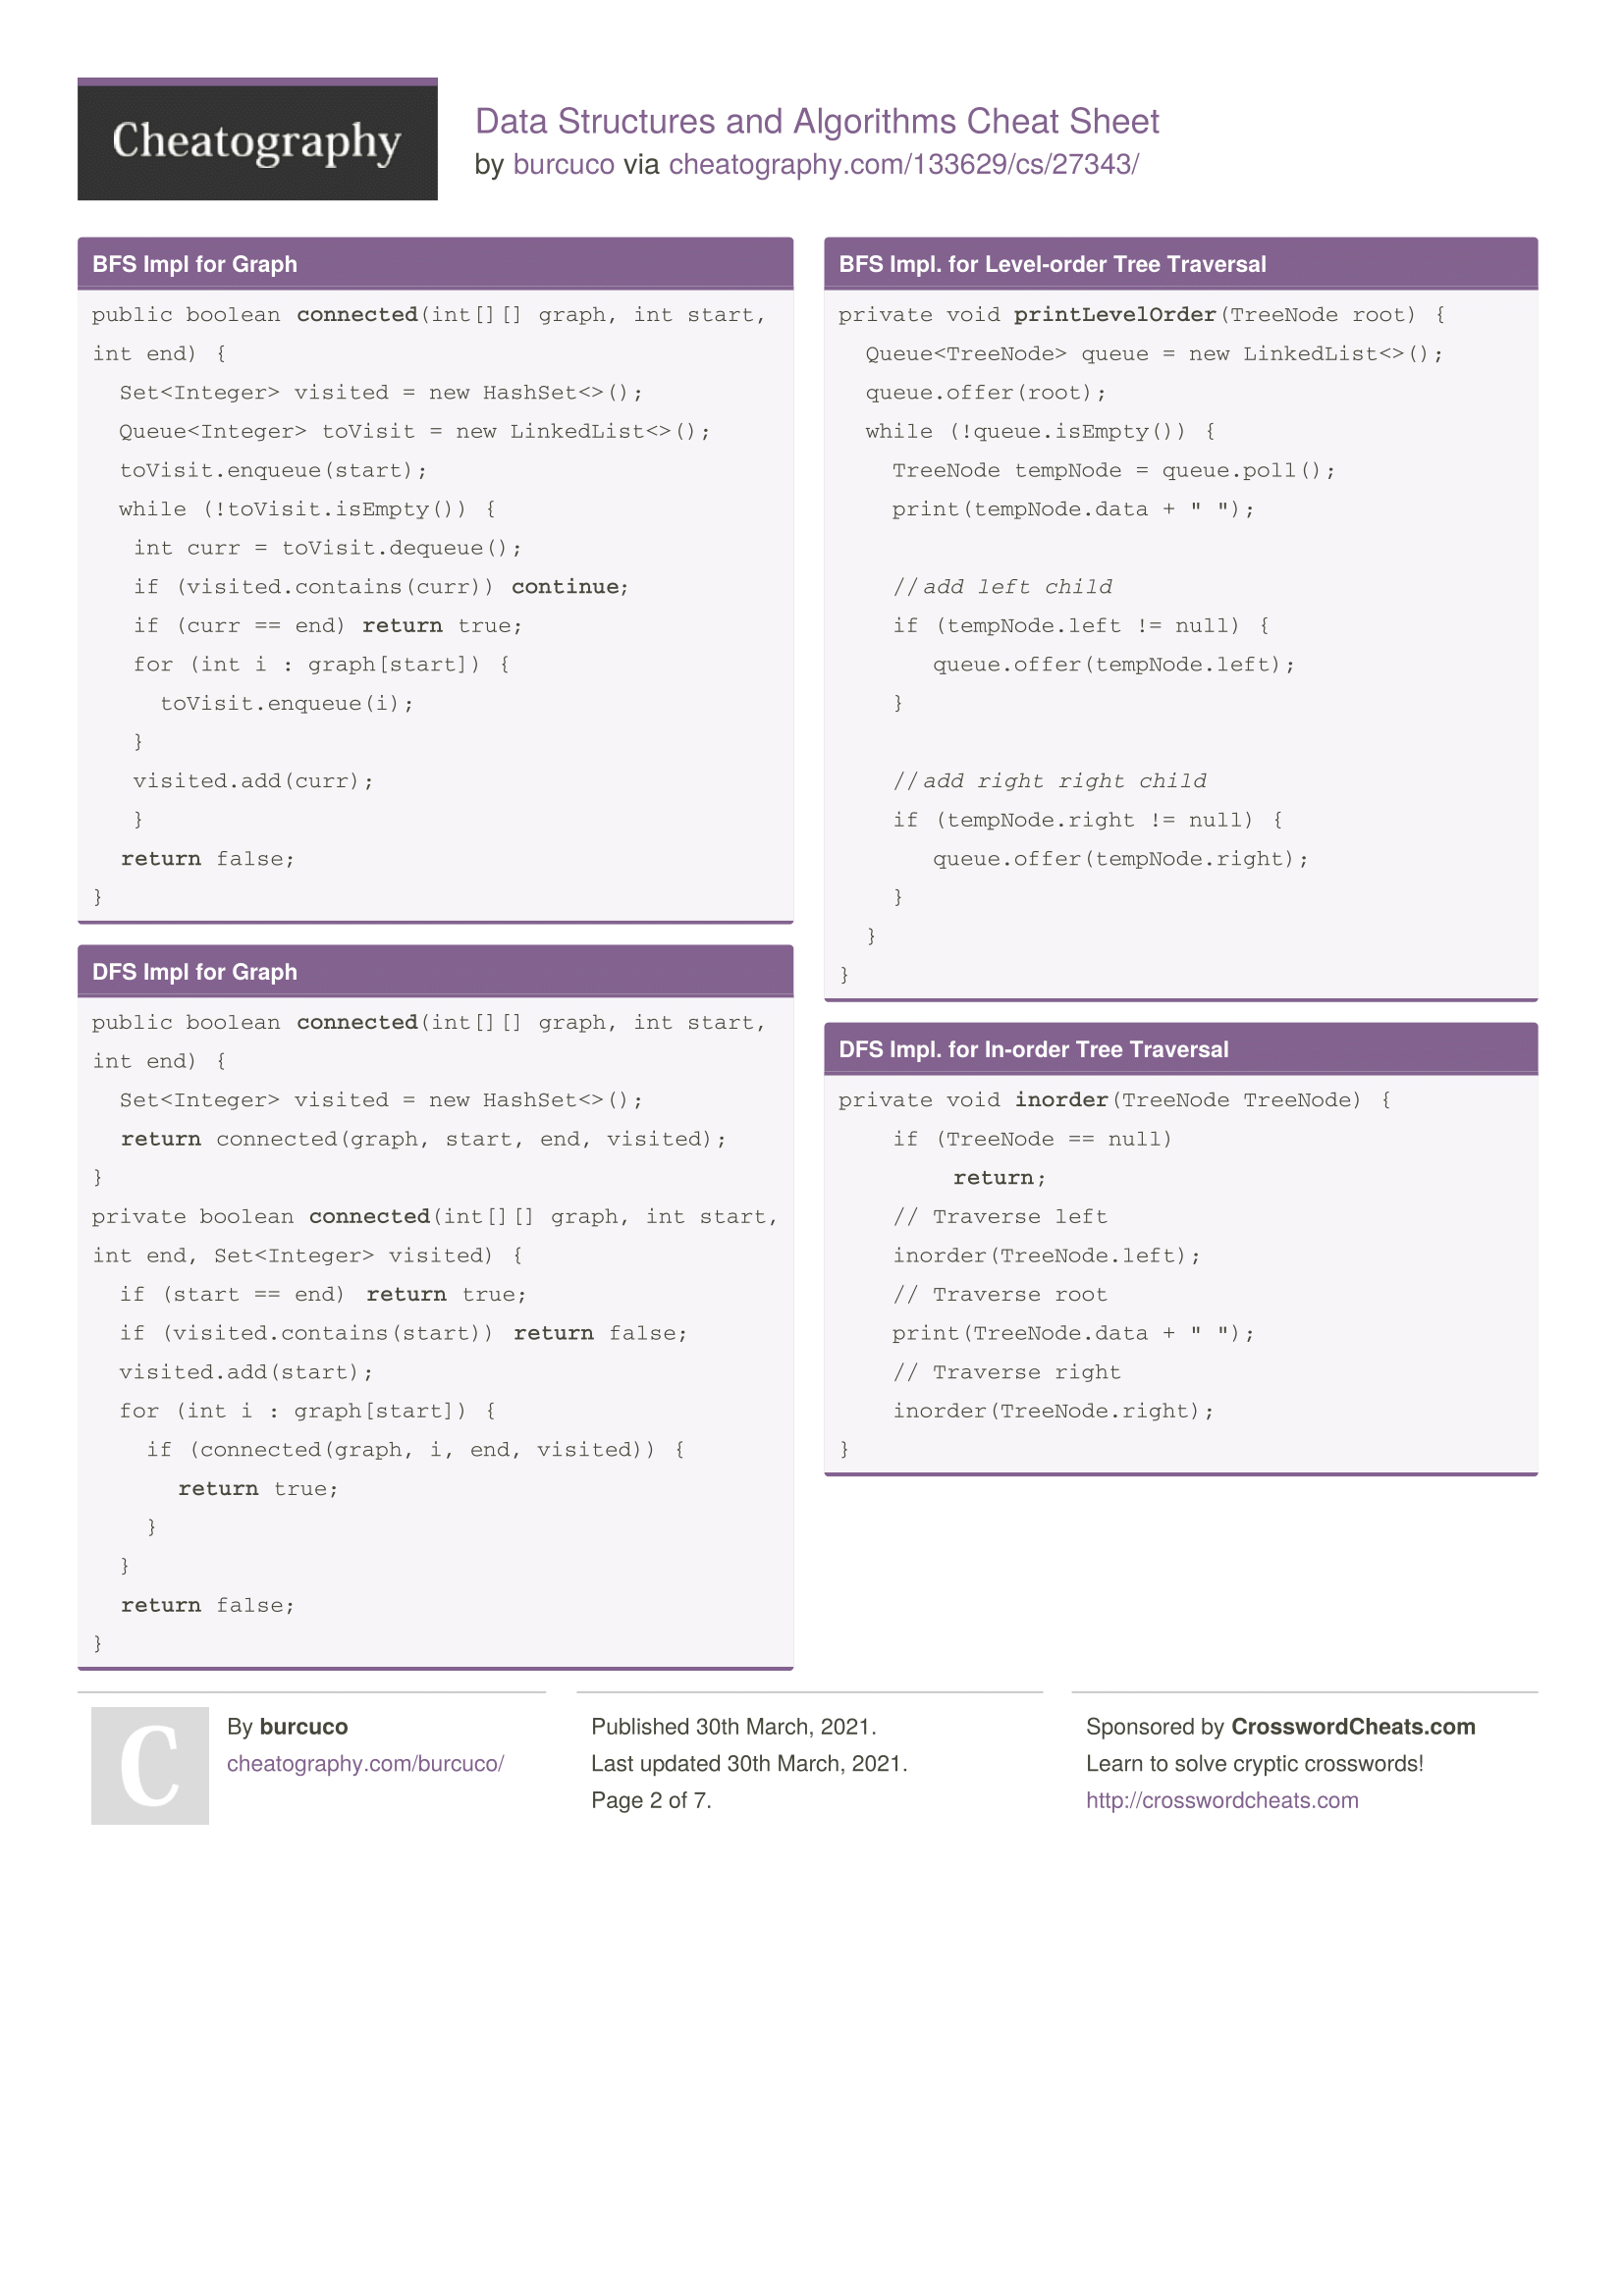 Cheatography
Data Structures and Algorithms Cheat Sheet
by burcuco via cheatography.com/133629/cs/27343/
BFS Impl for Graph
public boolean connected(int[][] graph, int start,
int end) {
  Set<Integer> visited = new HashSet<>();
  Queue<Integer> toVisit = new LinkedList<>();
  toVisit.enqueue(start);
  while (!toVisit.isEmpty()) {
   int curr = toVisit.dequeue();
   if (visited.contains(curr)) continue;
   if (curr == end) return true;
   for (int i : graph[start]) {
     toVisit.enqueue(i);
   }
   visited.add(curr);
   }
  return false;
}
DFS Impl for Graph
public boolean connected(int[][] graph, int start,
int end) {
  Set<Integer> visited = new HashSet<>();
  return connected(graph, start, end, visited);
}
private boolean connected(int[][] graph, int start,
int end, Set<Integer> visited) {
  if (start == end) return true;
  if (visited.contains(start)) return false;
  visited.add(start);
  for (int i : graph[start]) {
    if (connected(graph, i, end, visited)) {
      return true;
    }
  }
  return false;
}
BFS Impl. for Level-order Tree Traversal
private void printLevelOrder(TreeNode root) {
  Queue<TreeNode> queue = new LinkedList<>();
  queue.offer(root);
  while (!queue.isEmpty()) {
    TreeNode tempNode = queue.poll();
    print(tempNode.data + " ");
    //add left child
    if (tempNode.left != null) {
       queue.offer(tempNode.left);
    }
    //add right right child
    if (tempNode.right != null) {
       queue.offer(tempNode.right);
    }
  }
}
DFS Impl. for In-order Tree Traversal
private void inorder(TreeNode TreeNode) {
    if (TreeNode == null)
        return;
    // Traverse left
    inorder(TreeNode.left);
    // Traverse root
    print(TreeNode.data + " ");
    // Traverse right
    inorder(TreeNode.right);
}
C
By burcuco
cheatography.com/burcuco/
Published 30th March, 2021.
Last updated 30th March, 2021.
Page 2 of 7.
Sponsored by CrosswordCheats.com
Learn to solve cryptic crosswords!
http://crosswordcheats.com